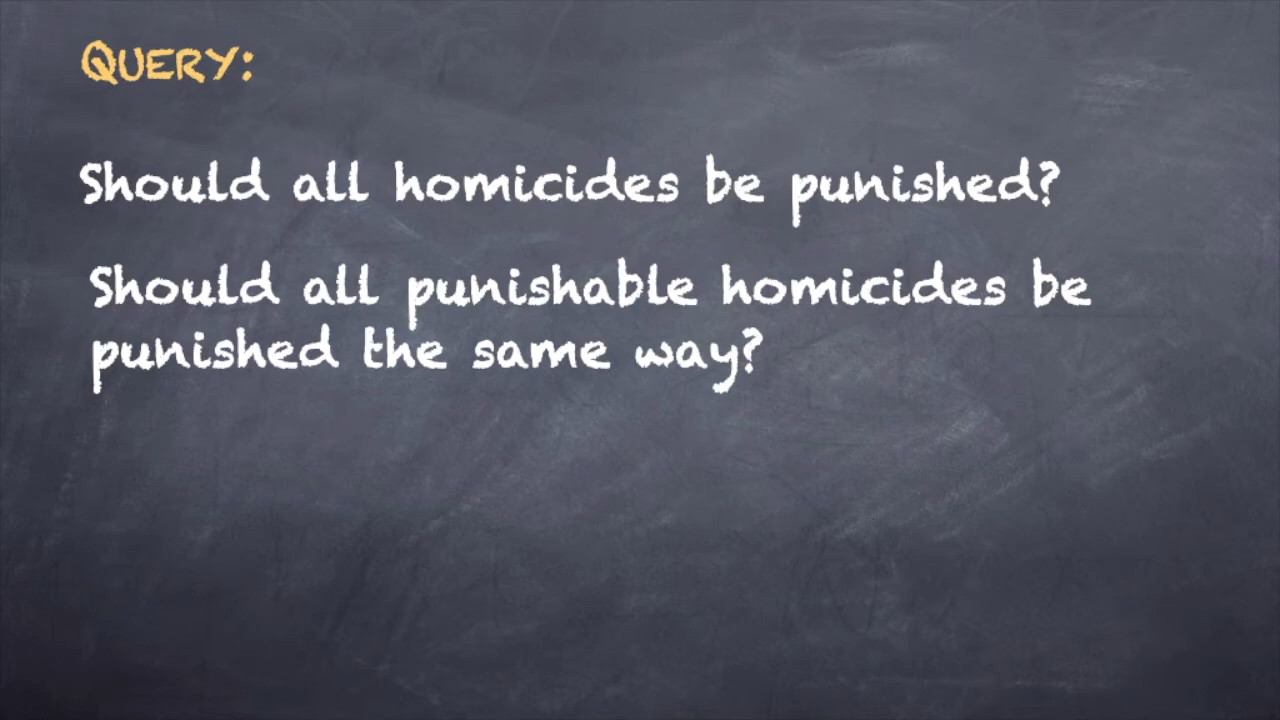 Query:
Should all homicides be punished?
Should all punishable homicides be
punished the same way?